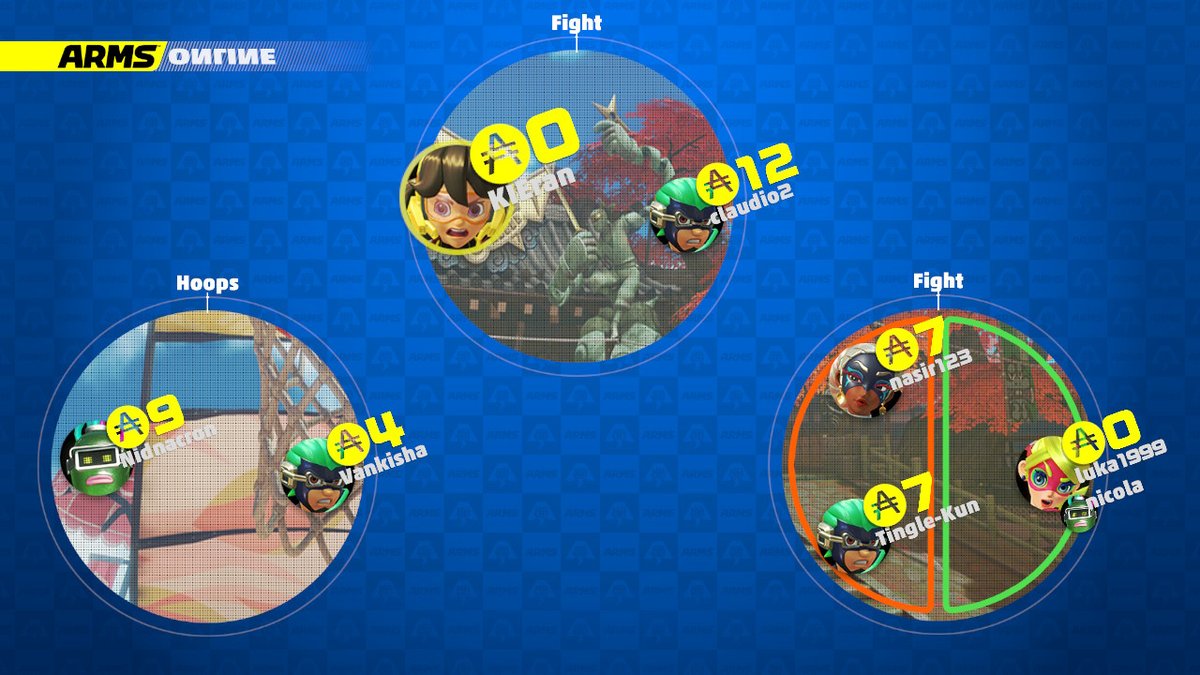 ARMS ONLINE
Fight
0
KIEran
12
claudio2
Hoops
9
Nidnacron
4
Vankisha
Fight
7
nasir123
7
Tingle-Kun
0
luka1999
nicola